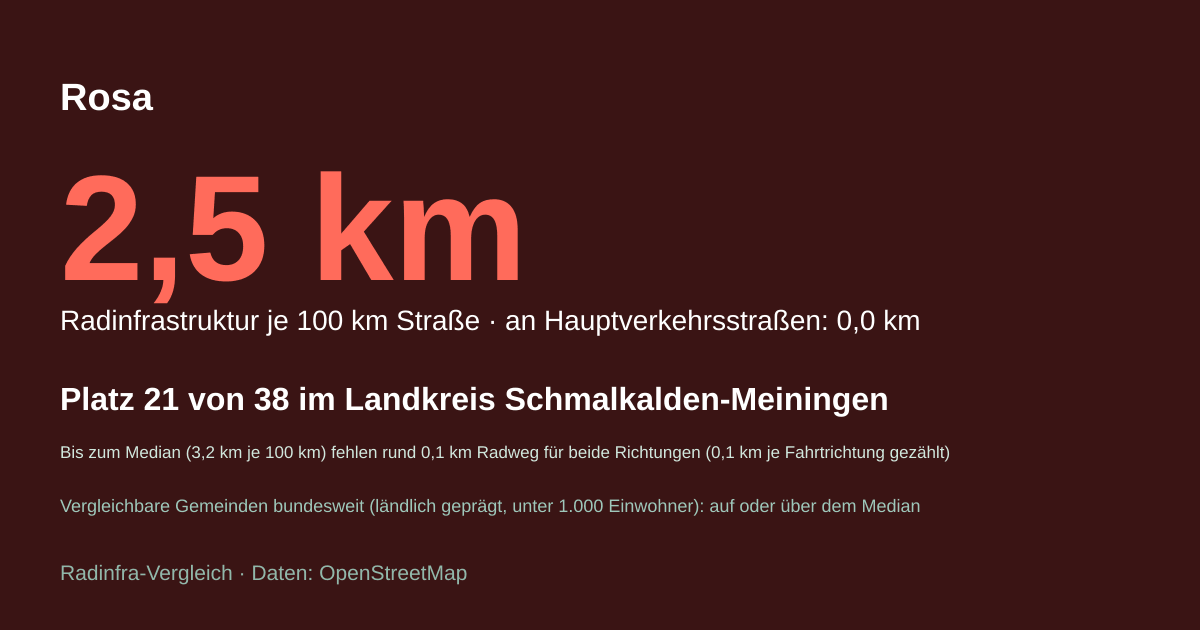 Rosa
2,5 km
Radinfrastruktur je 100 km Straße · an Hauptverkehrsstraßen: 0,0 km
Platz 21 von 38 im Landkreis Schmalkalden-Meiningen
Bis zum Median (3,2 km je 100 km) fehlen rund 0,1 km Radweg für beide Richtungen (0,1 km je Fahrtrichtung gezählt)
Vergleichbare Gemeinden bundesweit (ländlich geprägt, unter 1.000 Einwohner): auf oder über dem Median
Radinfra-Vergleich · Daten: OpenStreetMap